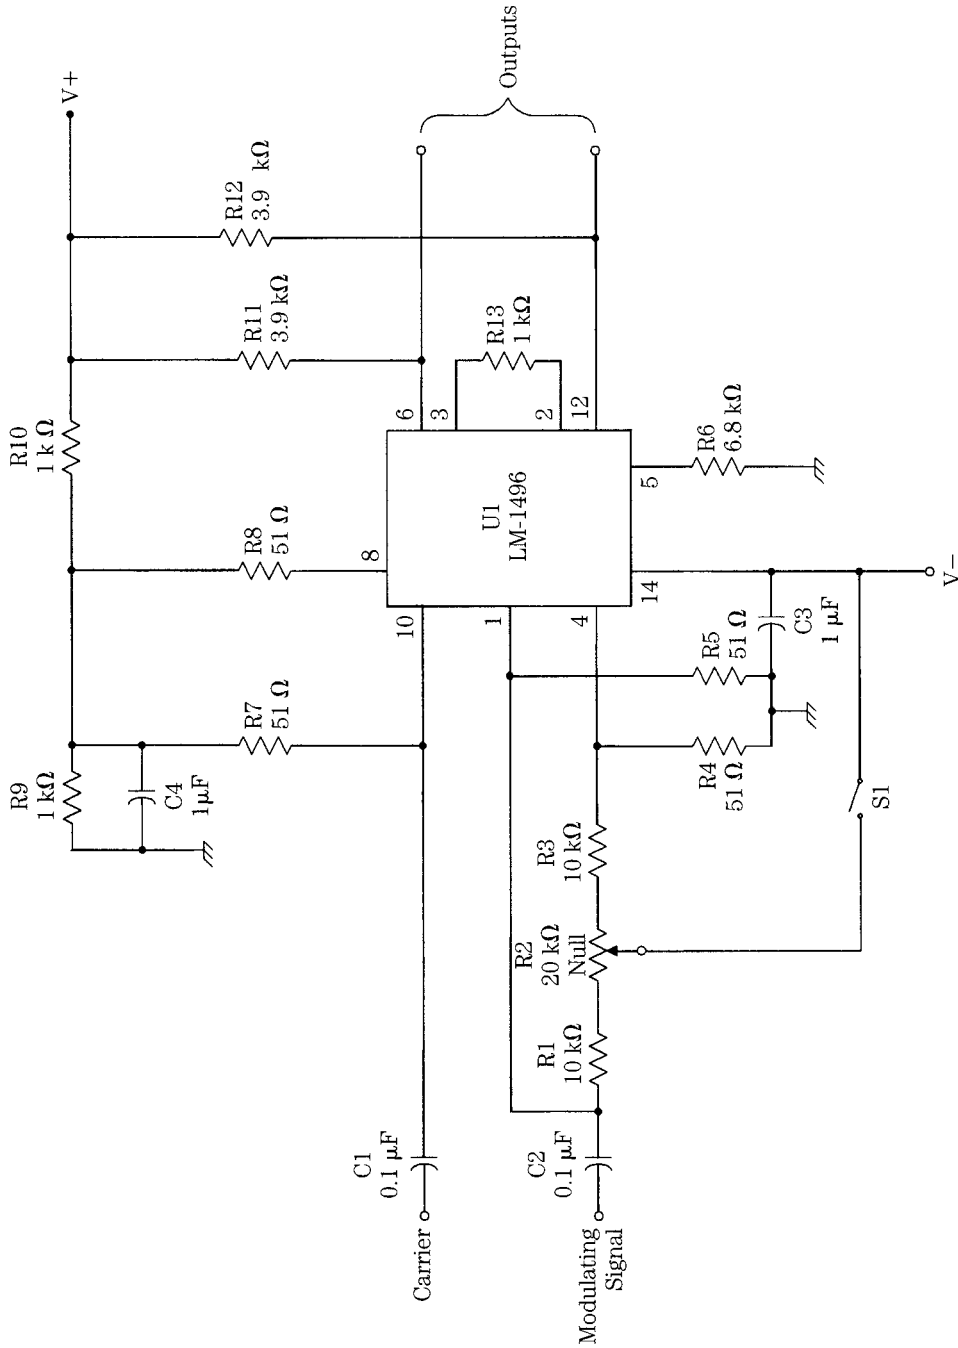 V+
R12
3.9 kΩ
R11
3.9 kΩ
R10
1 k Ω
R9
1 kΩ
R8
51 Ω
R7
51 Ω
C4
1µF
Outputs
R13
1 kΩ
6
3
2
12
8
U1
LM-1496
10
1
4
5
14
R6
6.8 kΩ
R5
51 Ω
R4
51 Ω
C3
1 µF
V−
S1
R3
10 kΩ
R2
20 kΩ
Null
R1
10 kΩ
C1
0.1 µF
C2
0.1 µF
Carrier
Modulating
Signal